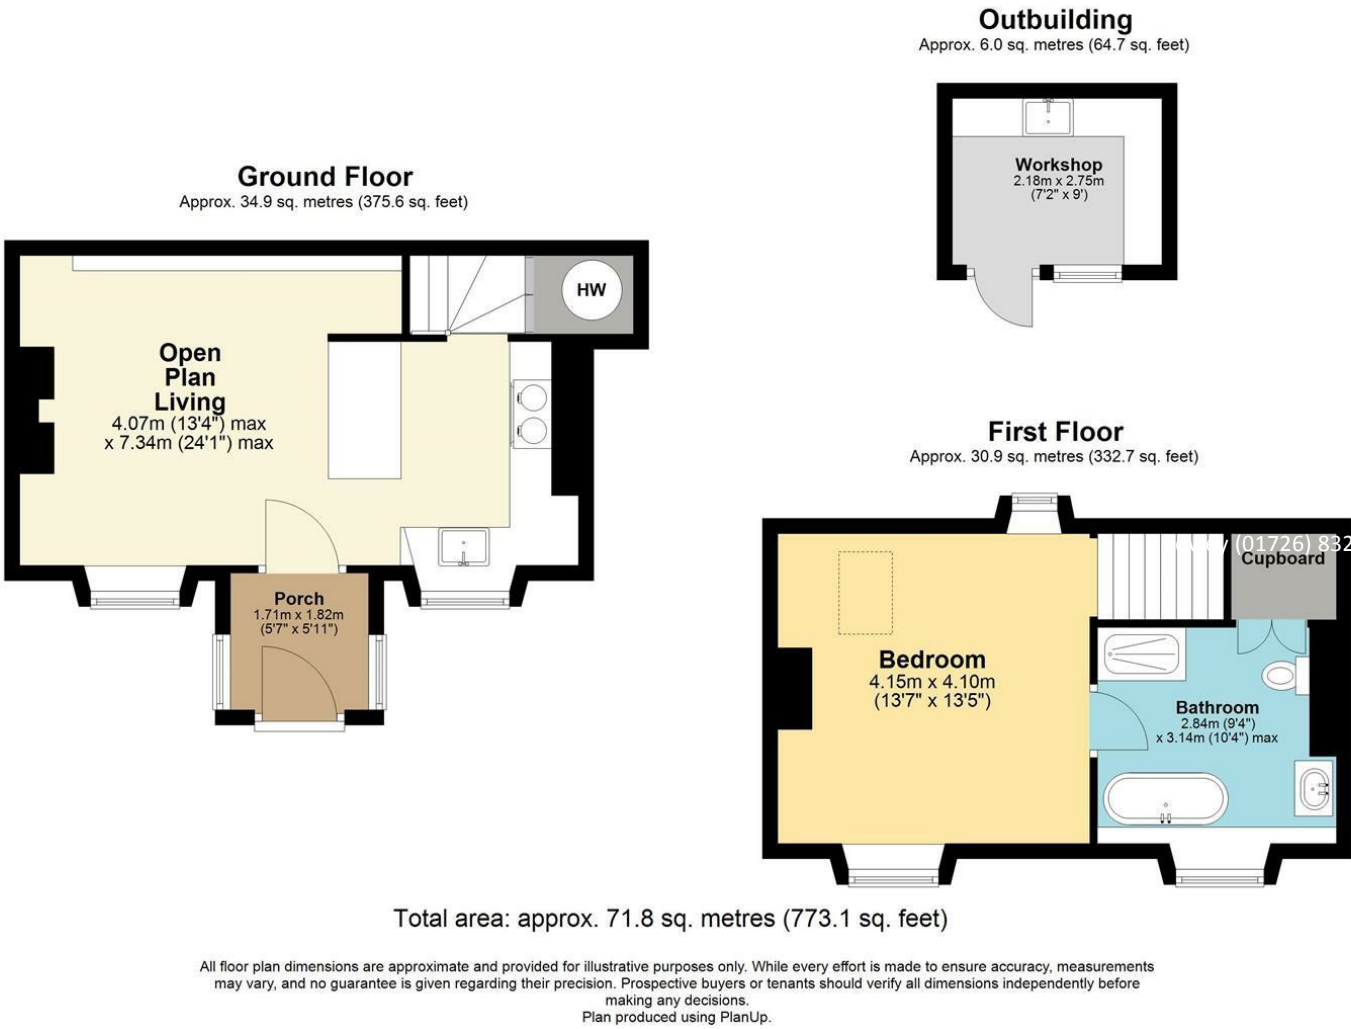 Outbuilding
Approx. 6.0 sq. metres (64.7 sq. feet)
Workshop
2.18m x 2.75m
(7'2" x 9')
Ground Floor
Approx. 34.9 sq. metres (375.6 sq. feet)
HW
Open
Plan
Living
4.07m (13'4") max
x 7.34m (24'1") max
Porch
1.71m x 1.82m
(5'7" x 5'11")
First Floor
Approx. 30.9 sq. metres (332.7 sq. feet)
(01726) 832
Cupboard
Bedroom
4.15m x 4.10m
(13'7" x 13'5")
Bathroom
2.84m (9'4")
x 3.14m (10'4") max
Total area: approx. 71.8 sq. metres (773.1 sq. feet)
All floor plan dimensions are approximate and provided for illustrative purposes only. While every effort is made to ensure accuracy, measurements
may vary, and no guarantee is given regarding their precision. Prospective buyers or tenants should verify all dimensions independently before
making any decisions.
Plan produced using PlanUp.